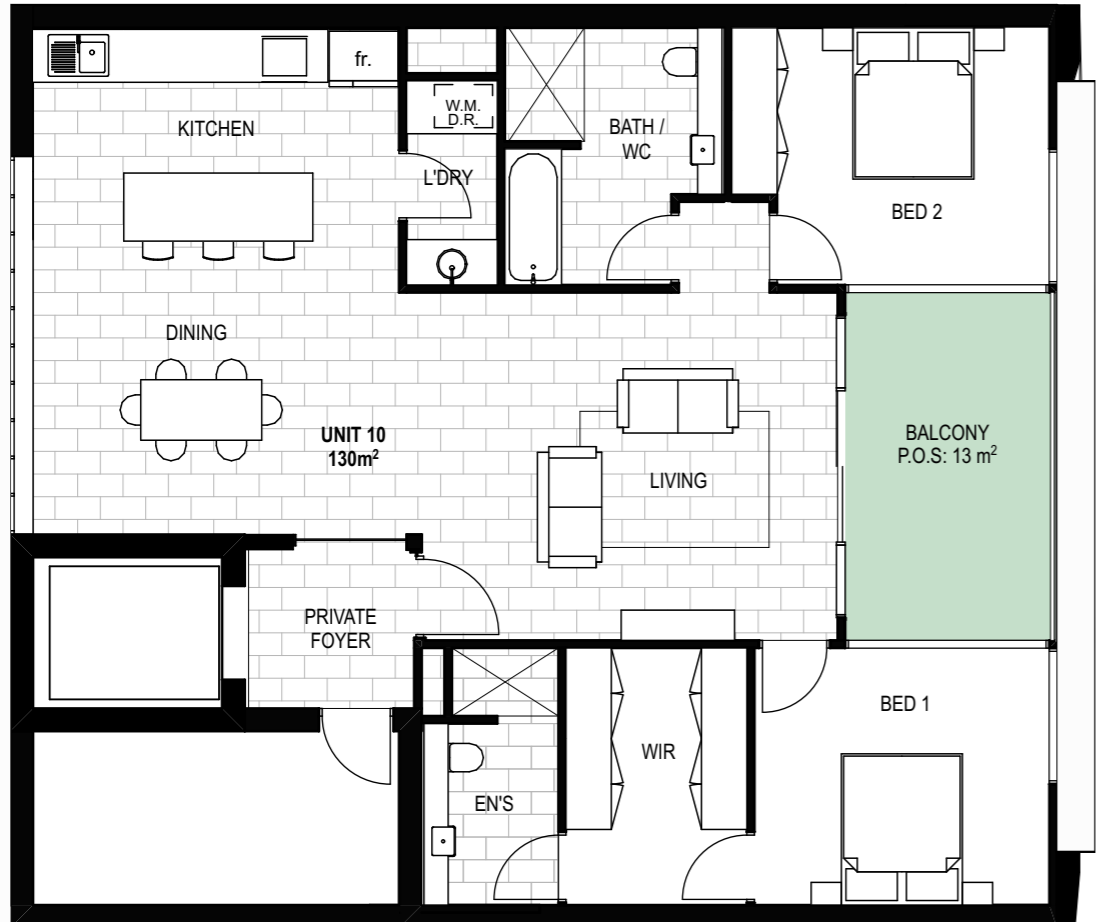 fr.
KITCHEN
W.M.
D.R.
L'DRY
BATH /
WC
BED 2
DINING
UNIT 10
130m²
LIVING
BALCONY
P.O.S: 13 m²
PRIVATE
FOYER
BED 1
WIR
EN'S